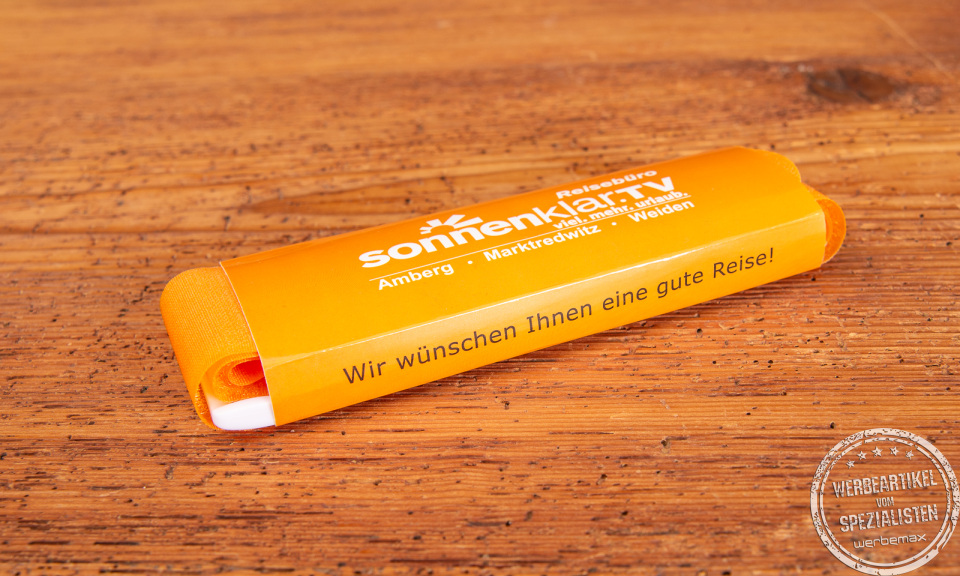 Reisebüro
sonnenklar.TV
viel. mehr. urlaub.
Amberg · Marktredwitz · Weiden
Wir wünschen Ihnen eine gute Reise!
WERBEARTIKEL
VOM
SPEZIALISTEN
werbemax